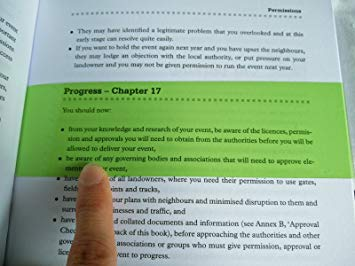 Permissions
• They may have identified a legitimate problem that you overlooked and at this
early stage can resolve quite easily.
• If you want to hold the event again next year and you have upset the neighbours,
they may lodge an objection with the local authority, or put pressure on your
landowner and you may not be given permission to run the event next year.
Progress – Chapter 17
You should now:
• from your knowledge and research of your event, be aware of the licences, permis-
sion and approvals you will need to obtain from the authorities before you will be
allowed to deliver your event,
• be aware of any governing bodies and associations that will need to approve ele-
event,
• have of all landowners, where you need their permission to use gates,
fields points and tracks,
• have your plans with neighbours and minimised disruption to them and
businesses and traffic, and
• have and collated documents and information (see Annex B, 'Approval
back of this book), before approaching the authorities and other
associations or groups who must give permission, approval or
event to progress.